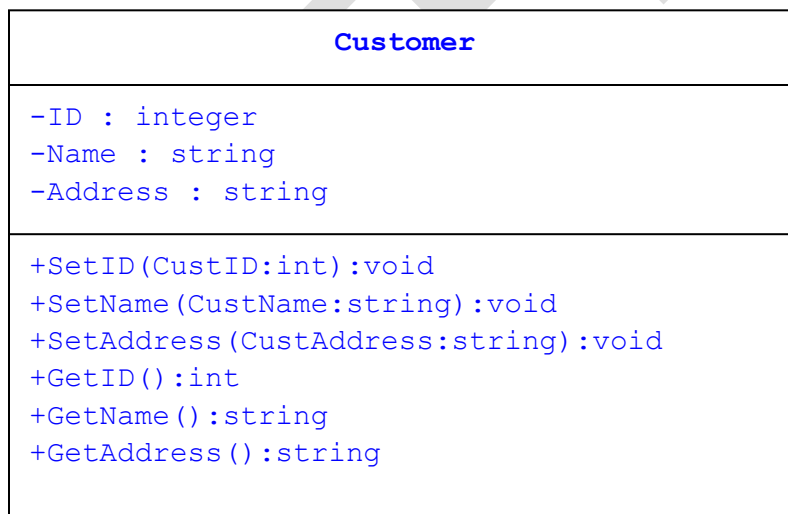 Customer
-ID : integer
-Name : string
-Address : string
+SetID(CustID:int):void
+SetName(CustName:string):void
+SetAddress(CustAddress:string):void
+GetID():int
+GetName():string
+GetAddress():string